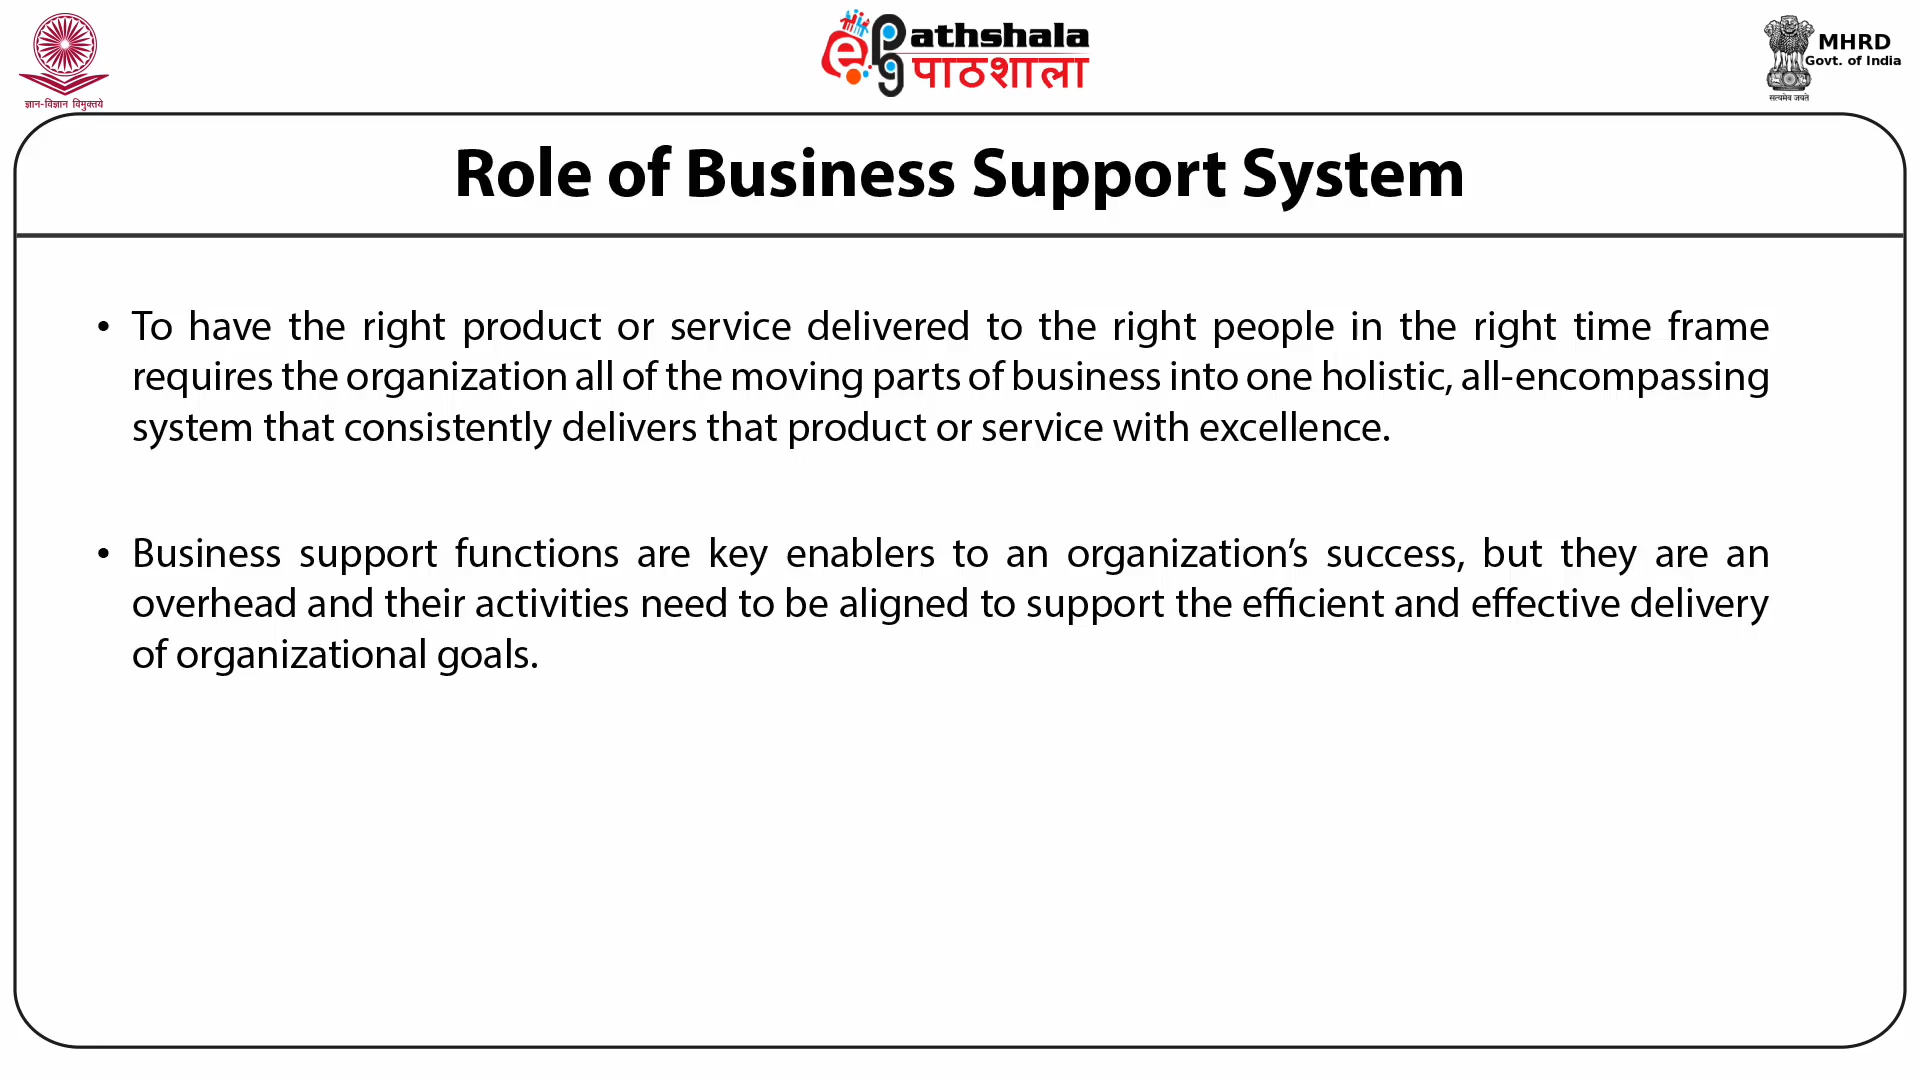 ज्ञान-विज्ञान विमुक्तये
ePG Pathshala
पाठशाला
MHRD
Govt. of India
सत्यमेव जयते
Role of Business Support System
• To have the right product or service delivered to the right people in the right time frame
requires the organization all of the moving parts of business into one holistic, all-encompassing
system that consistently delivers that product or service with excellence.
• Business support functions are key enablers to an organization’s success, but they are an
overhead and their activities need to be aligned to support the efficient and effective delivery
of organizational goals.